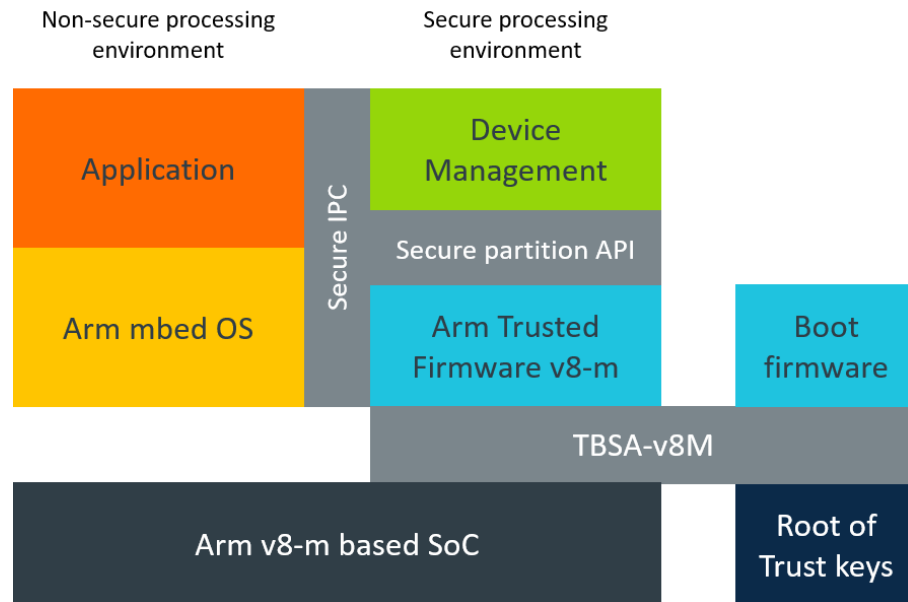 Non-secure processing
environment
Secure processing
environment
Application
Device
Management
Secure IPC
Secure partition API
Arm mbed OS
Arm Trusted
Firmware v8-m
Boot
firmware
TBSA-v8M
Arm v8-m based SoC
Root of
Trust keys